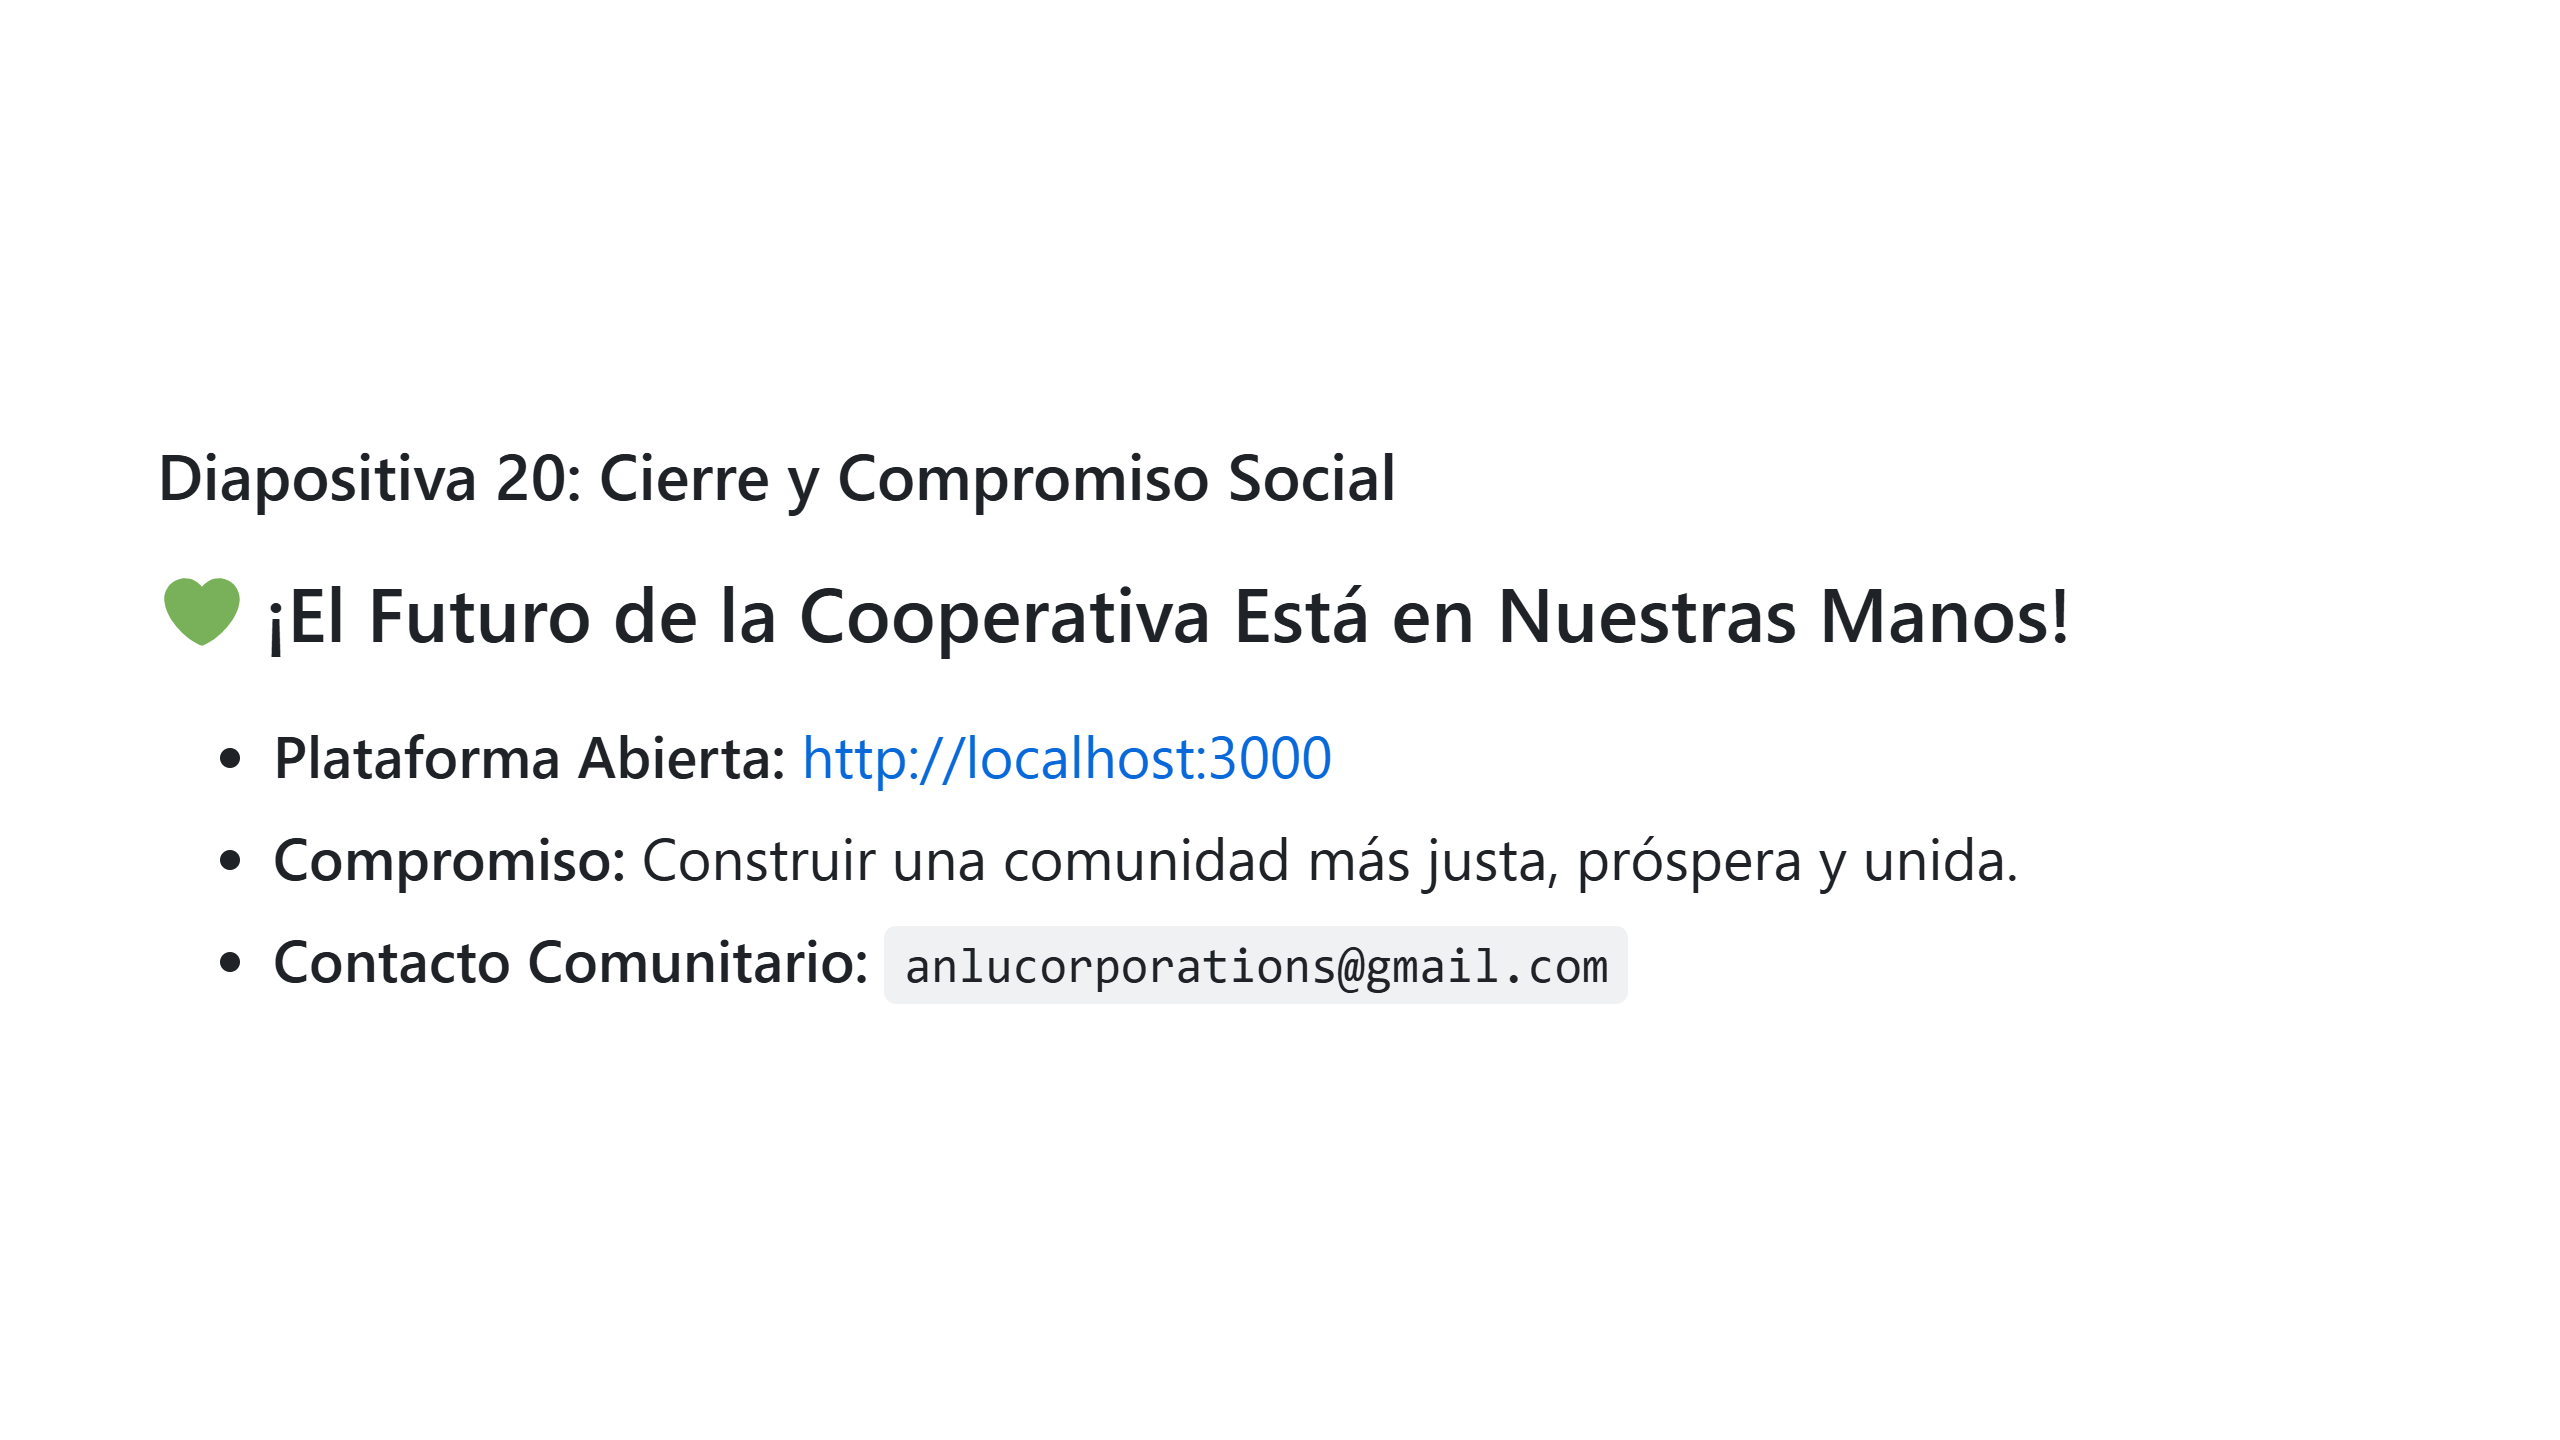 Diapositiva 20: Cierre y Compromiso Social
💚 ¡El Futuro de la Cooperativa Está en Nuestras Manos!
• Plataforma Abierta: http://localhost:3000
• Compromiso: Construir una comunidad más justa, próspera y unida.
• Contacto Comunitario: anlucorporations@gmail.com